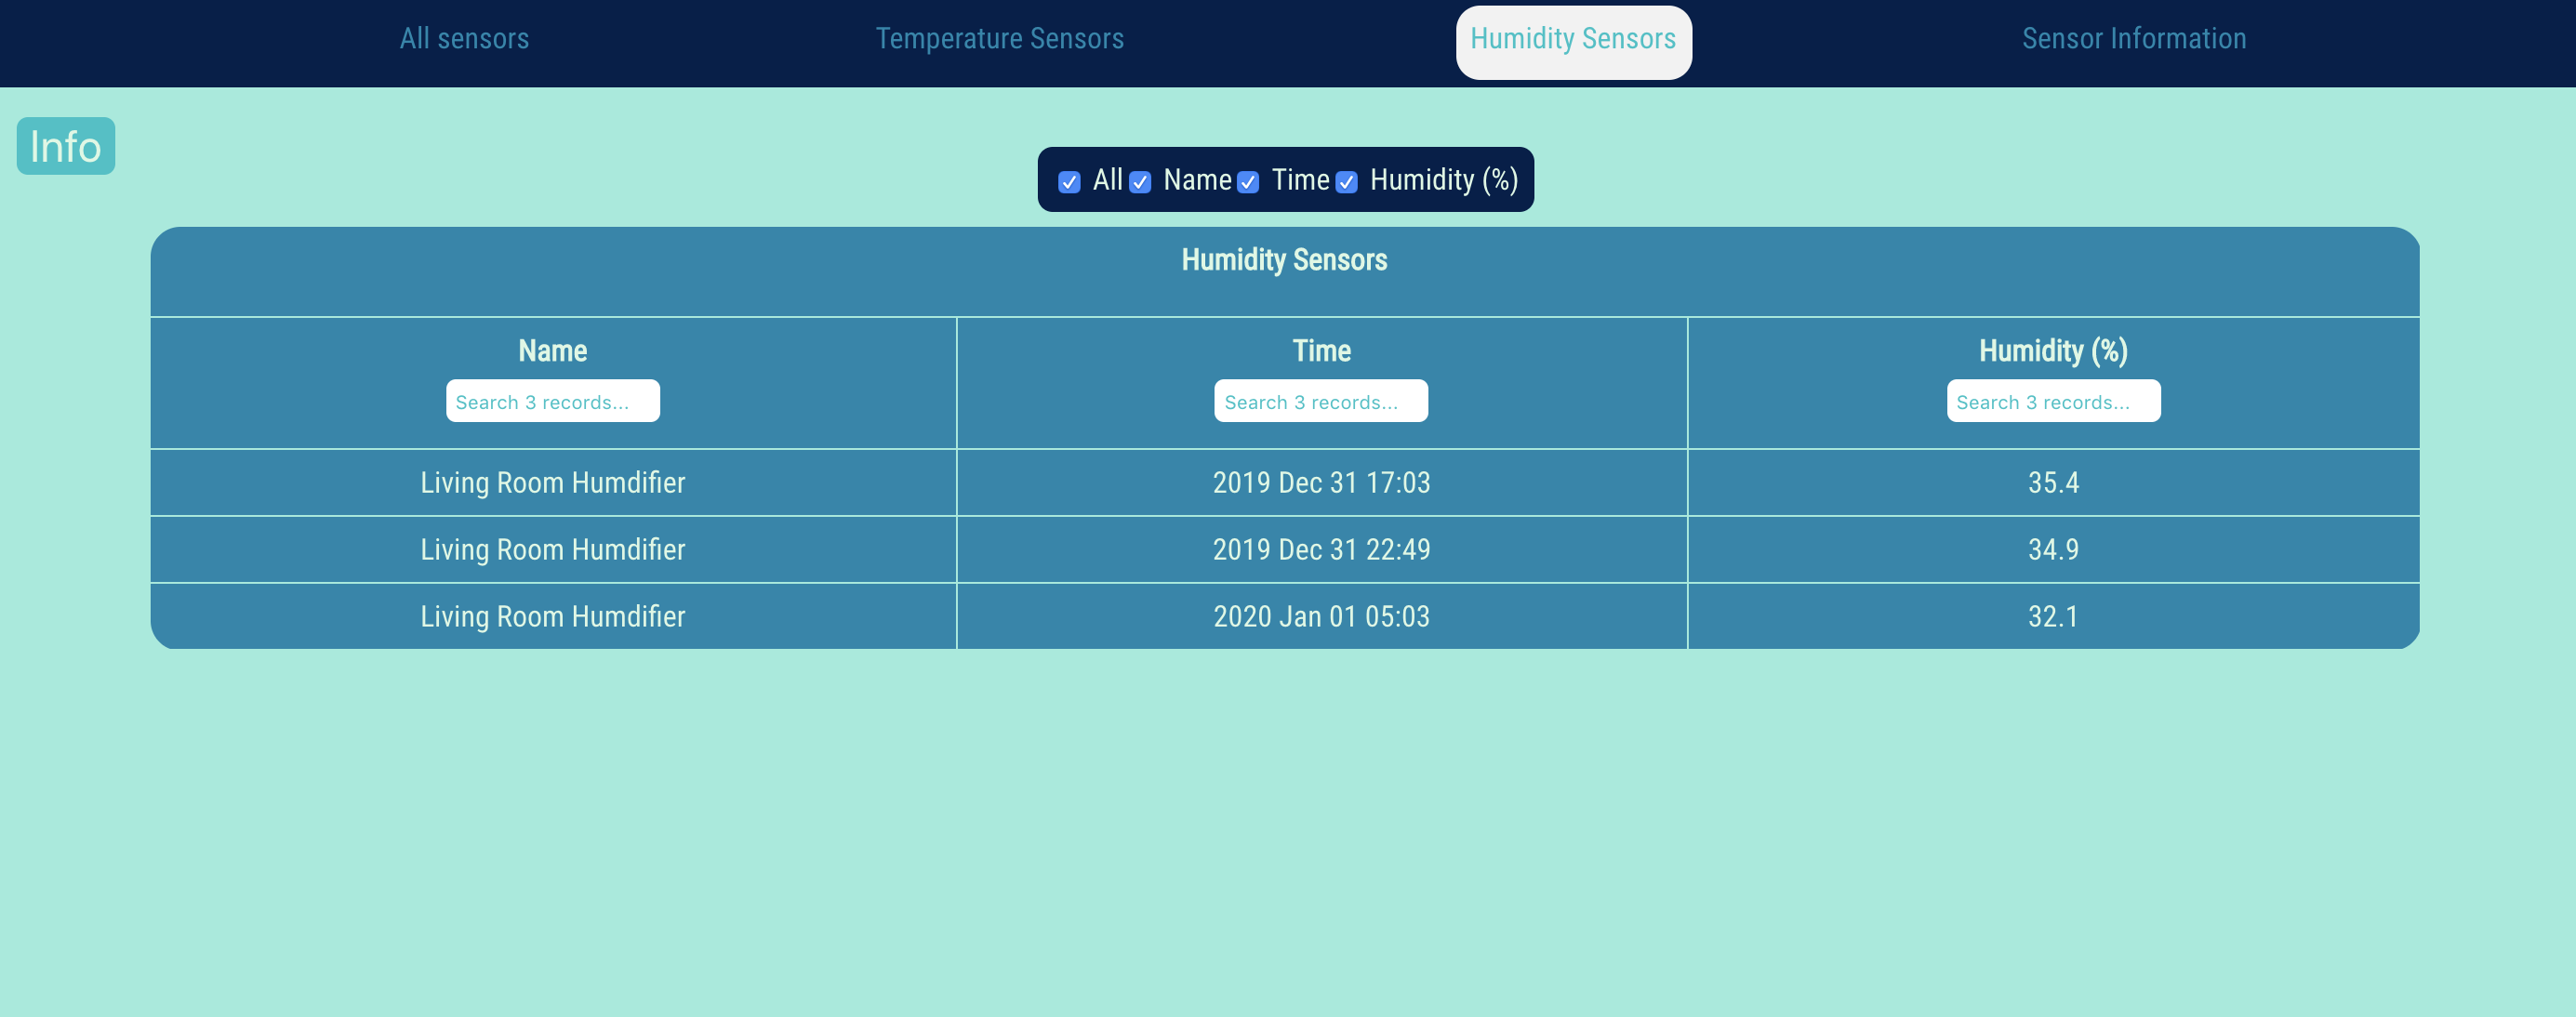 All sensors Temperature Sensors Humidity Sensors Sensor Information
Info
All Name Time Humidity (%)
Humidity Sensors
Name Time Humidity (%)
Search 3 records... Search 3 records... Search 3 records...
Living Room Humdifier 2019 Dec 31 17:03 35.4
Living Room Humdifier 2019 Dec 31 22:49 34.9
Living Room Humdifier 2020 Jan 01 05:03 32.1